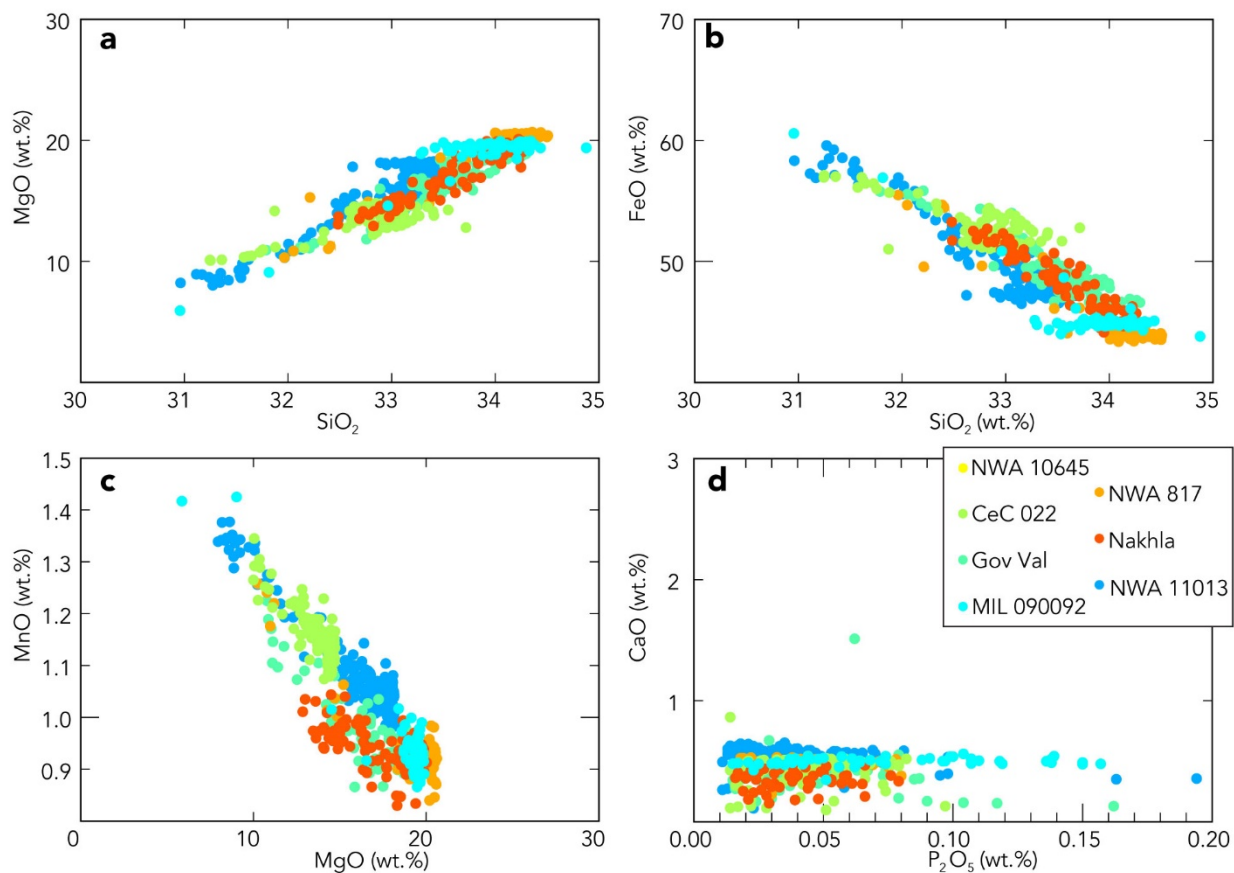 a
MgO (wt.%)
30
20
10
30 31 32 33 34 35
SiO₂
b
FeO (wt.%)
70
60
50
30 31 32 33 34 35
SiO₂ (wt.%)
c
MnO (wt.%)
1.5
1.4
1.3
1.2
1.1
1.0
0.9
0 10 20 30
MgO (wt.%)
d
CaO (wt.%)
3
2
1
0.00 0.05 0.10 0.15 0.20
P₂O₅ (wt.%)
NWA 10645
CeC 022
Gov Val
MIL 090092
NWA 817
Nakhla
NWA 11013